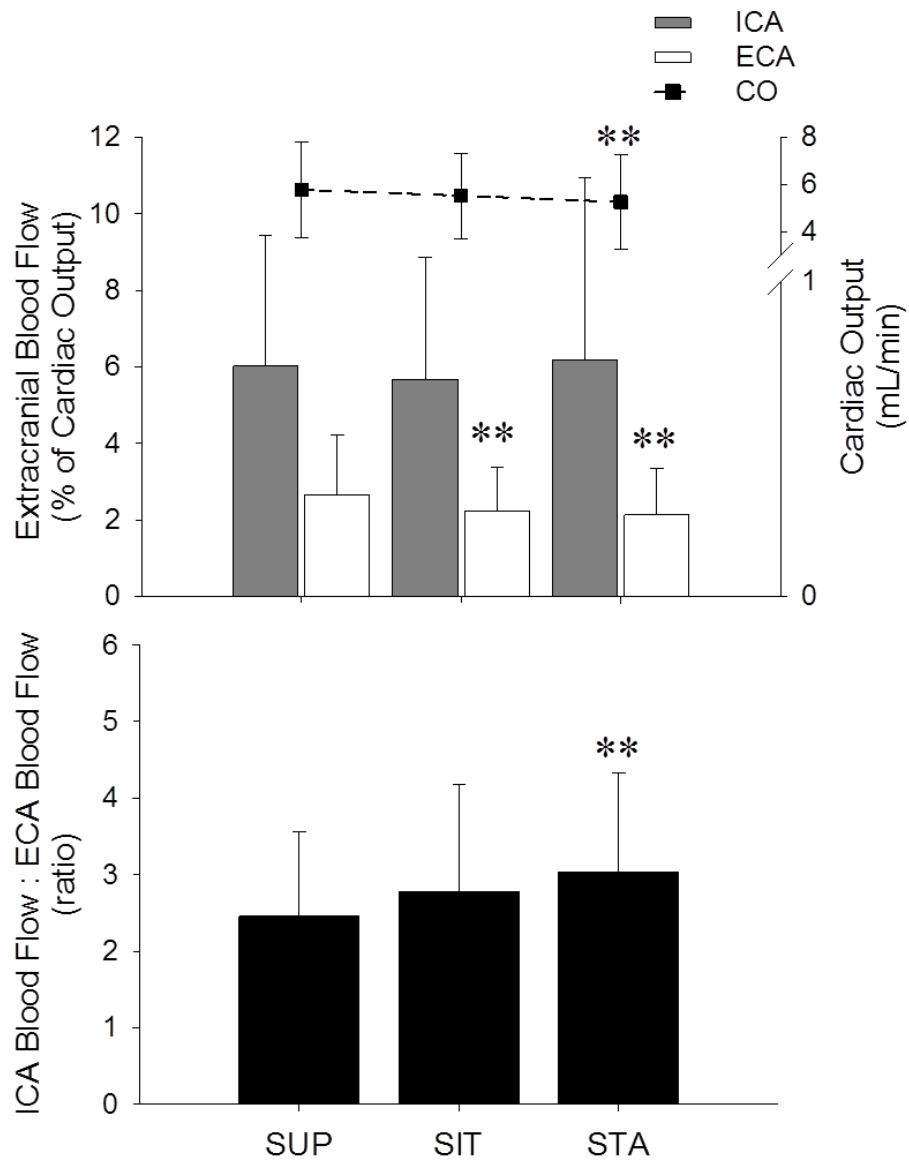 ICA
ECA
CO
Extracranial Blood Flow
(% of Cardiac Output)
12
10
8
6
4
2
0
**
**
**
8
6
4
1
0
Cardiac Output
(mL/min)
ICA Blood Flow : ECA Blood Flow
(ratio)
6
5
4
3
2
1
0
**
SUP SIT STA